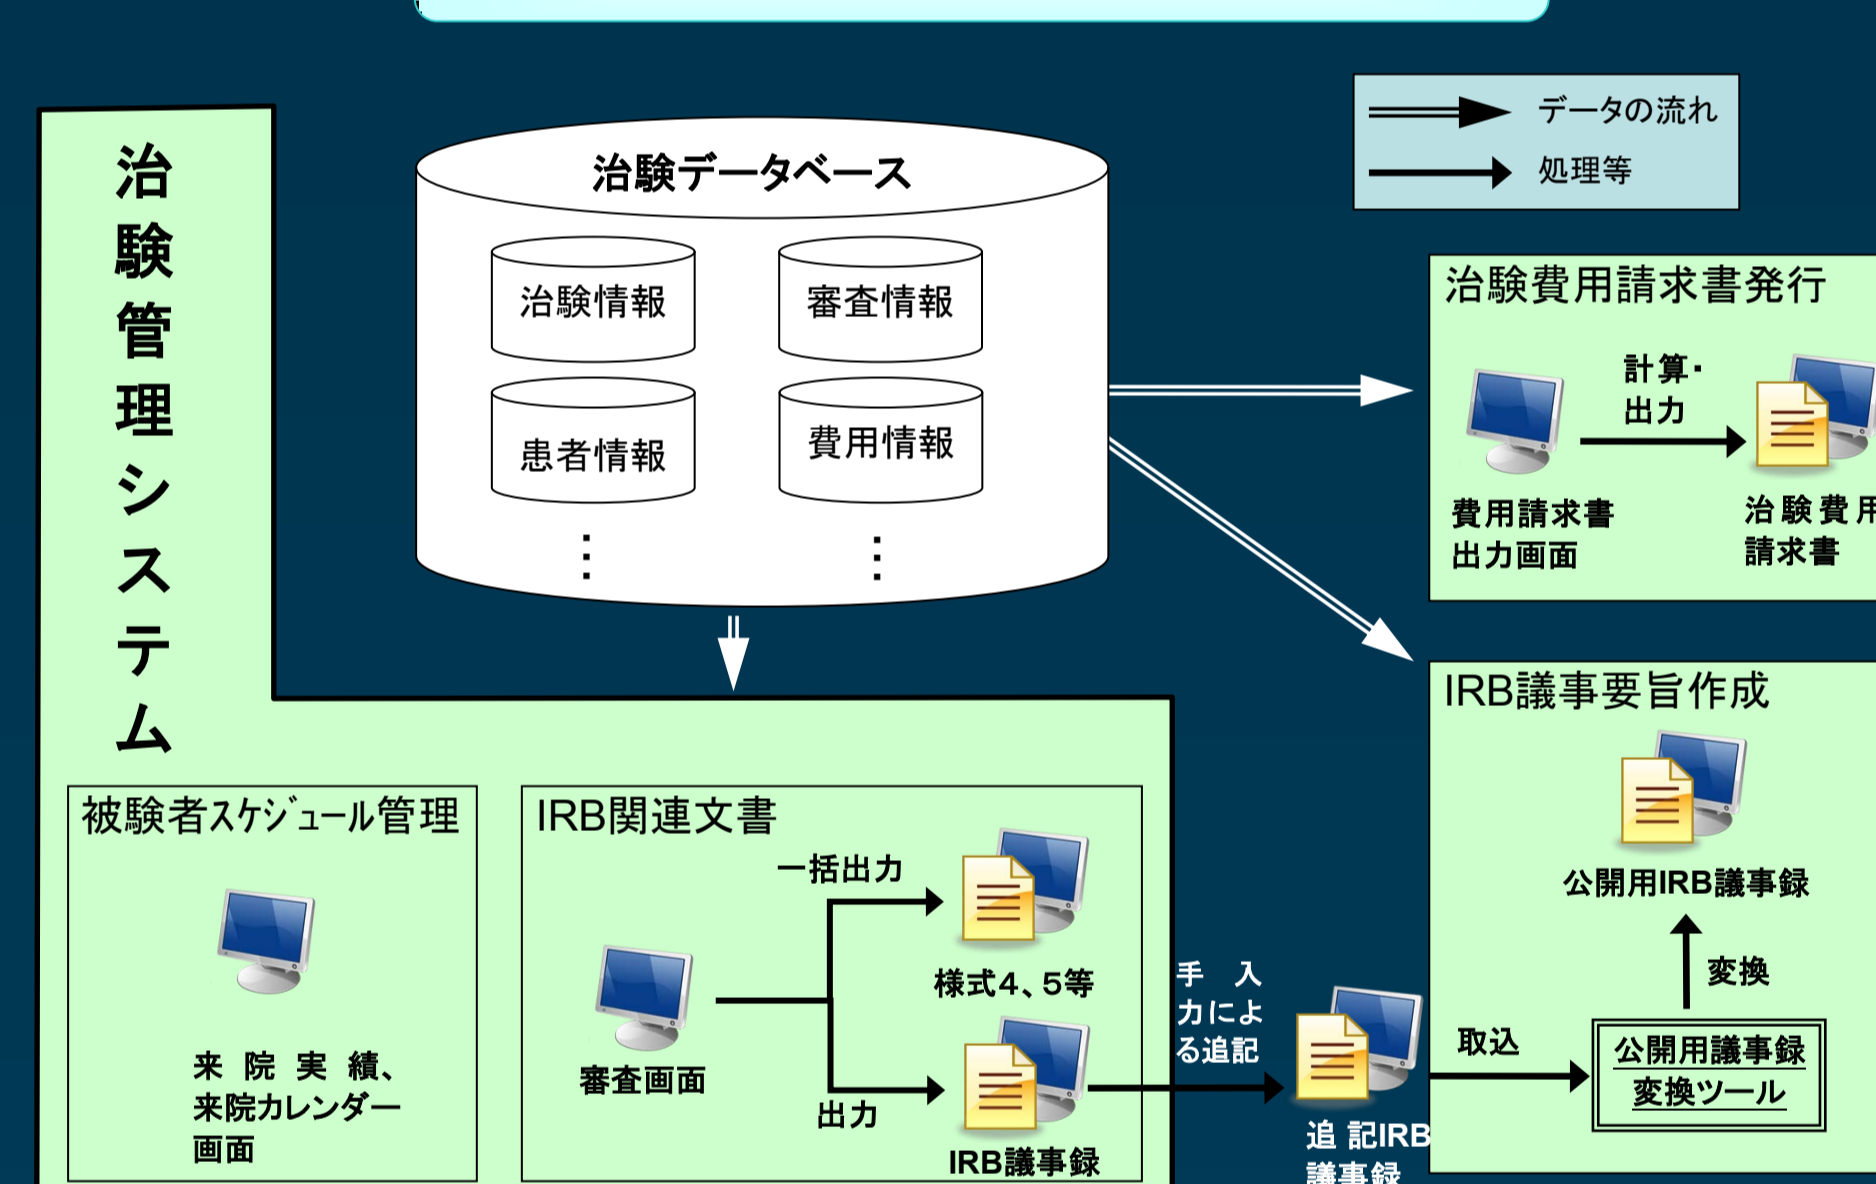 データの流れ
処理等
治験管理システム
治験データベース
治験情報
審査情報
患者情報
費用情報
⋮
⋮
治験費用請求書発行
計算・
出力
費用請求書
出力画面
治験費用
請求書
IRB議事要旨作成
公開用IRB議事録
変換
取込
公開用議事録
変換ツール
被験者ｽｹｼﾞｭｰﾙ管理
来院実績、
来院カレンダー
画面
IRB関連文書
一括出力
様式4、5等
審査画面
出力
IRB議事録
手入
力によ
る追記
追記IRB
議事録